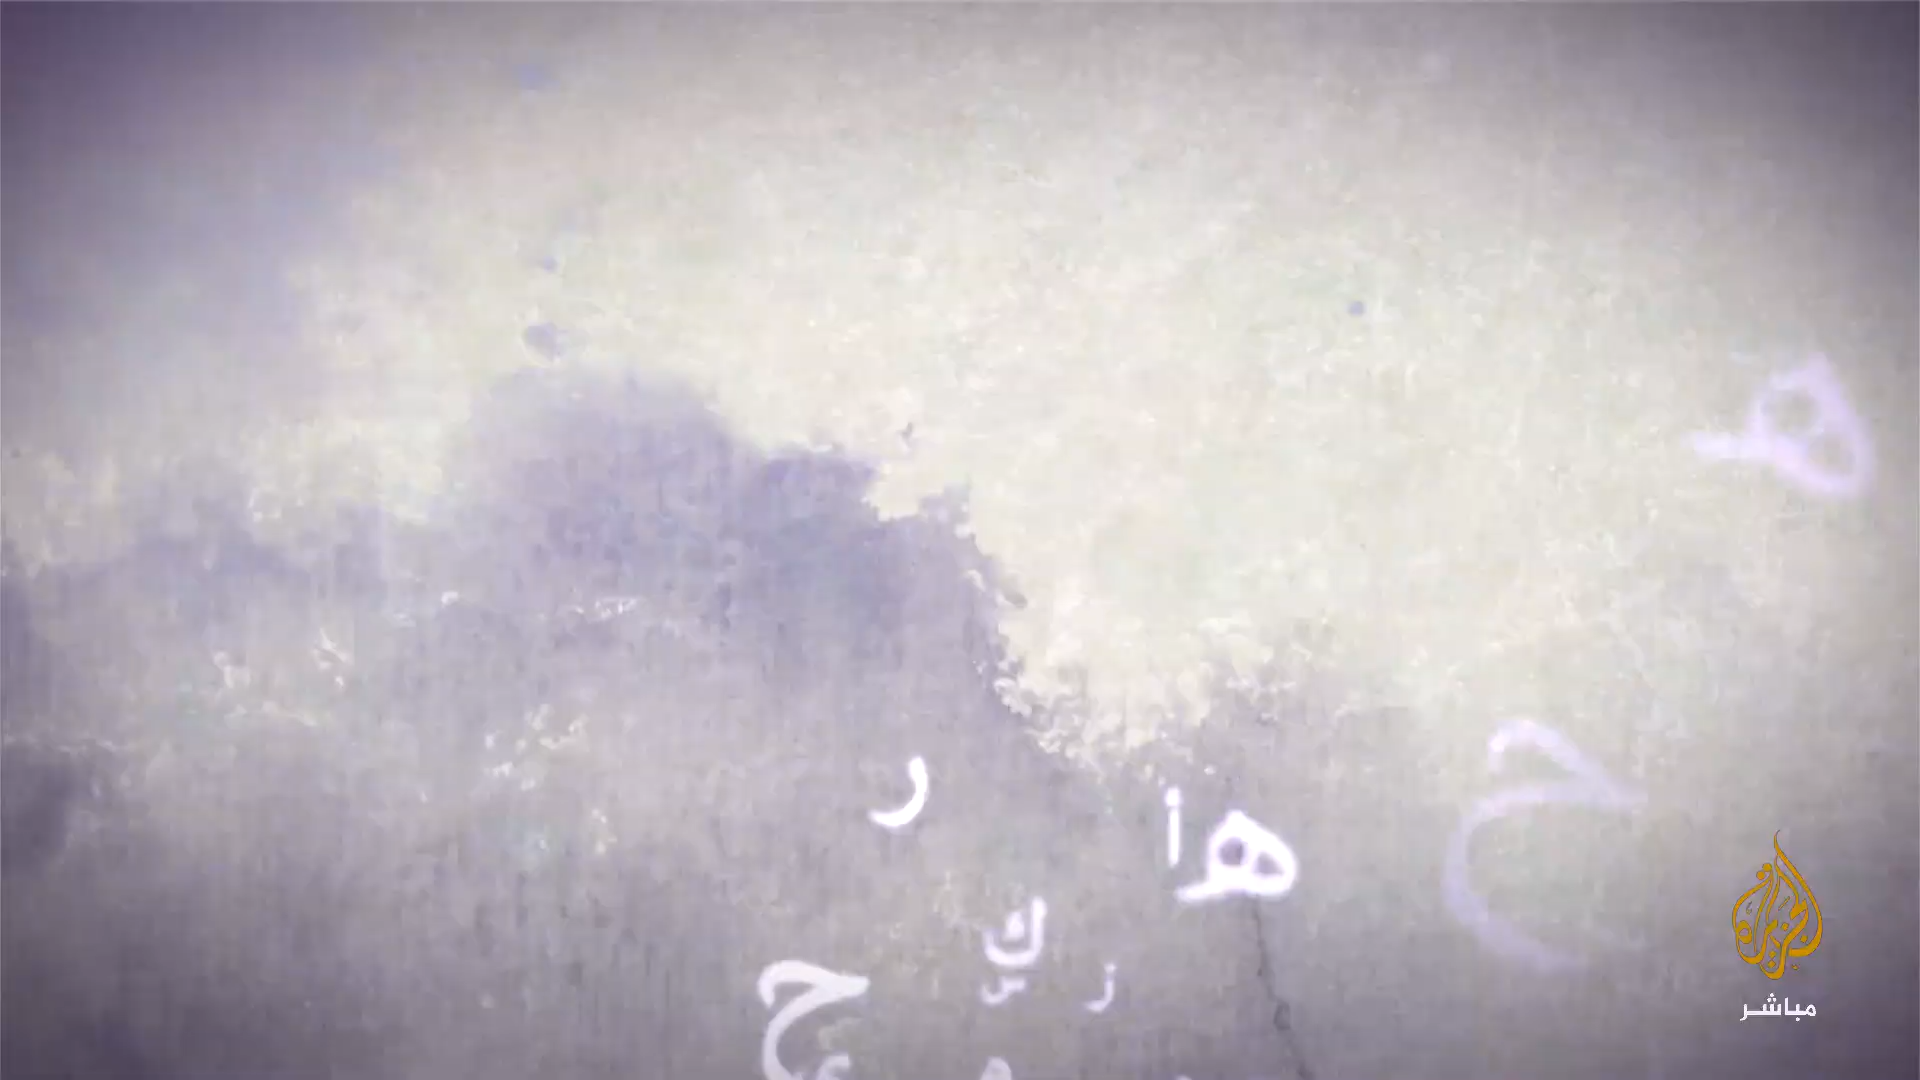 ه
ح
ر
أ
ه
ك
ز
ح
الجزيرة
مباشر